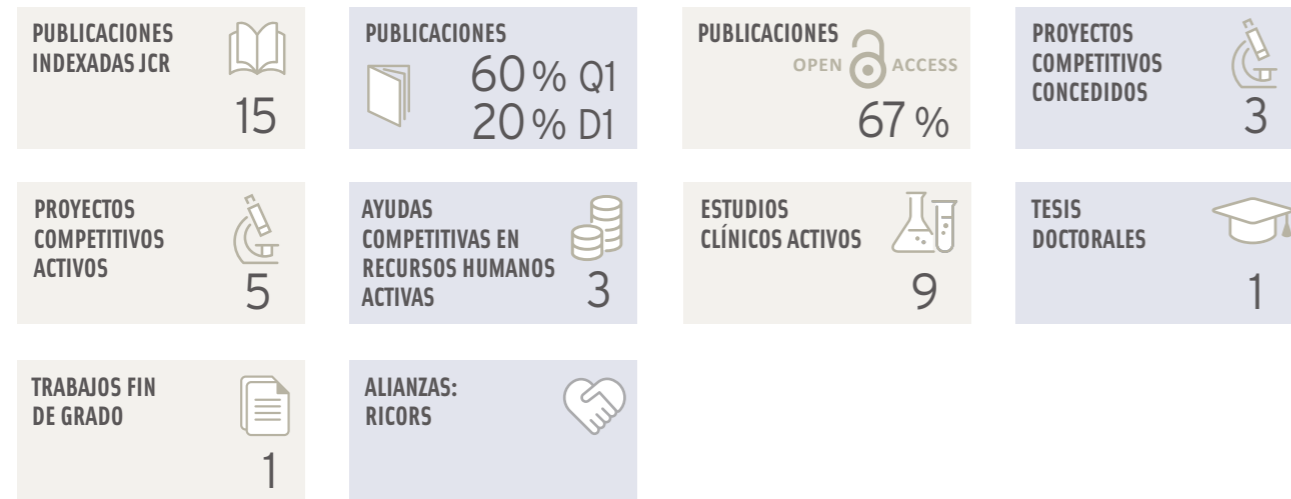 PUBLICACIONES
INDEXADAS JCR
15
PUBLICACIONES
60 % Q1
20 % D1
PUBLICACIONES
OPEN ACCESS
67 %
PROYECTOS
COMPETITIVOS
CONCEDIDOS
3
PROYECTOS
COMPETITIVOS
ACTIVOS
5
AYUDAS
COMPETITIVAS EN
RECURSOS HUMANOS
ACTIVAS
3
ESTUDIOS
CLÍNICOS ACTIVOS
9
TESIS
DOCTORALES
1
TRABAJOS FIN
DE GRADO
1
ALIANZAS:
RICORS